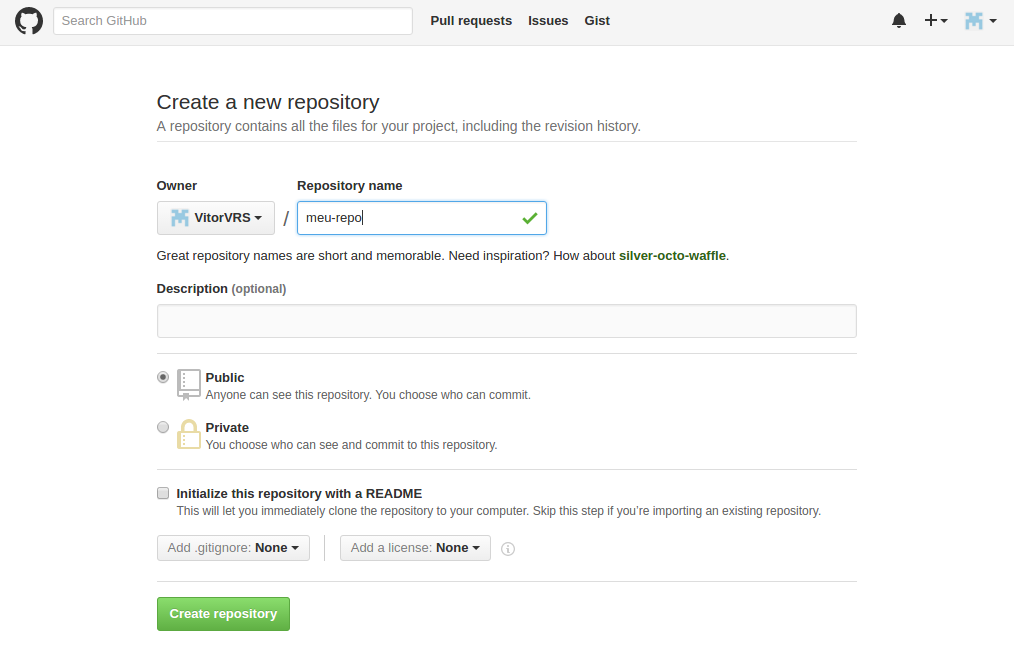 Search GitHub Pull requests Issues Gist
Create a new repository
A repository contains all the files for your project, including the revision history.
Owner Repository name
VitorVRS / meu-repo
Great repository names are short and memorable. Need inspiration? How about silver-octo-waffle.
Description (optional)
Public
Anyone can see this repository. You choose who can commit.
Private
You choose who can see and commit to this repository.
Initialize this repository with a README
This will let you immediately clone the repository to your computer. Skip this step if you’re importing an existing repository.
Add .gitignore: None Add a license: None
Create repository